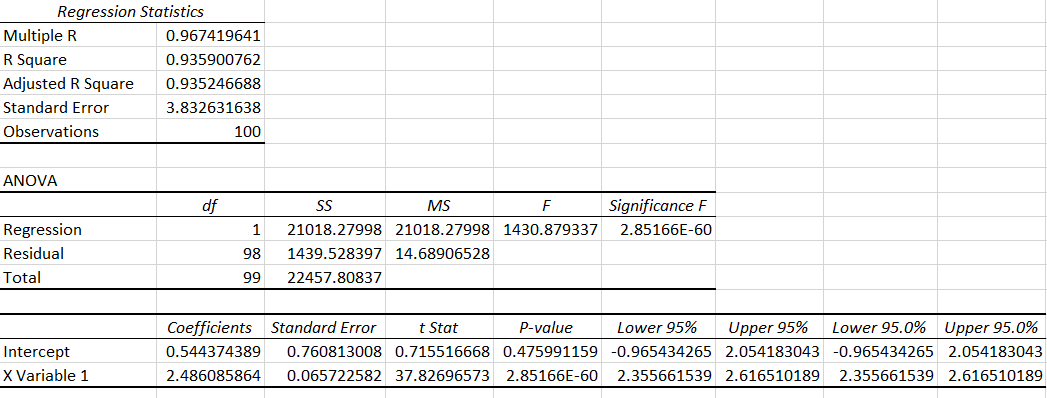 Regression Statistics
Multiple R 0.967419641
R Square 0.935900762
Adjusted R Square 0.935246688
Standard Error 3.832631638
Observations 100
ANOVA
df SS MS F Significance F
Regression 1 21018.27998 21018.27998 1430.879337 2.85166E-60
Residual 98 1439.528397 14.68906528
Total 99 22457.80837
Coefficients Standard Error t Stat P-value Lower 95% Upper 95% Lower 95.0% Upper 95.0%
Intercept 0.544374389 0.760813008 0.715516668 0.475991159 -0.965434265 2.054183043 -0.965434265 2.054183043
X Variable 1 2.486085864 0.065722582 37.82696573 2.85166E-60 2.355661539 2.616510189 2.355661539 2.616510189